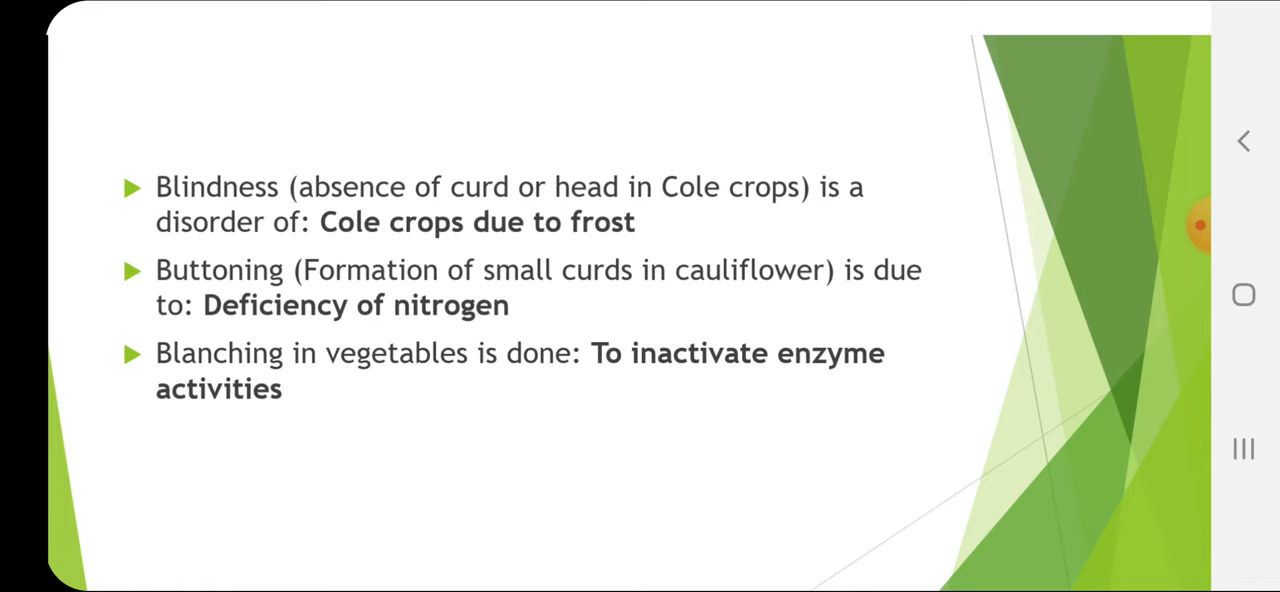 Blindness (absence of curd or head in Cole crops) is a
disorder of: Cole crops due to frost
Buttoning (Formation of small curds in cauliflower) is due
to: Deficiency of nitrogen
Blanching in vegetables is done: To inactivate enzyme
activities